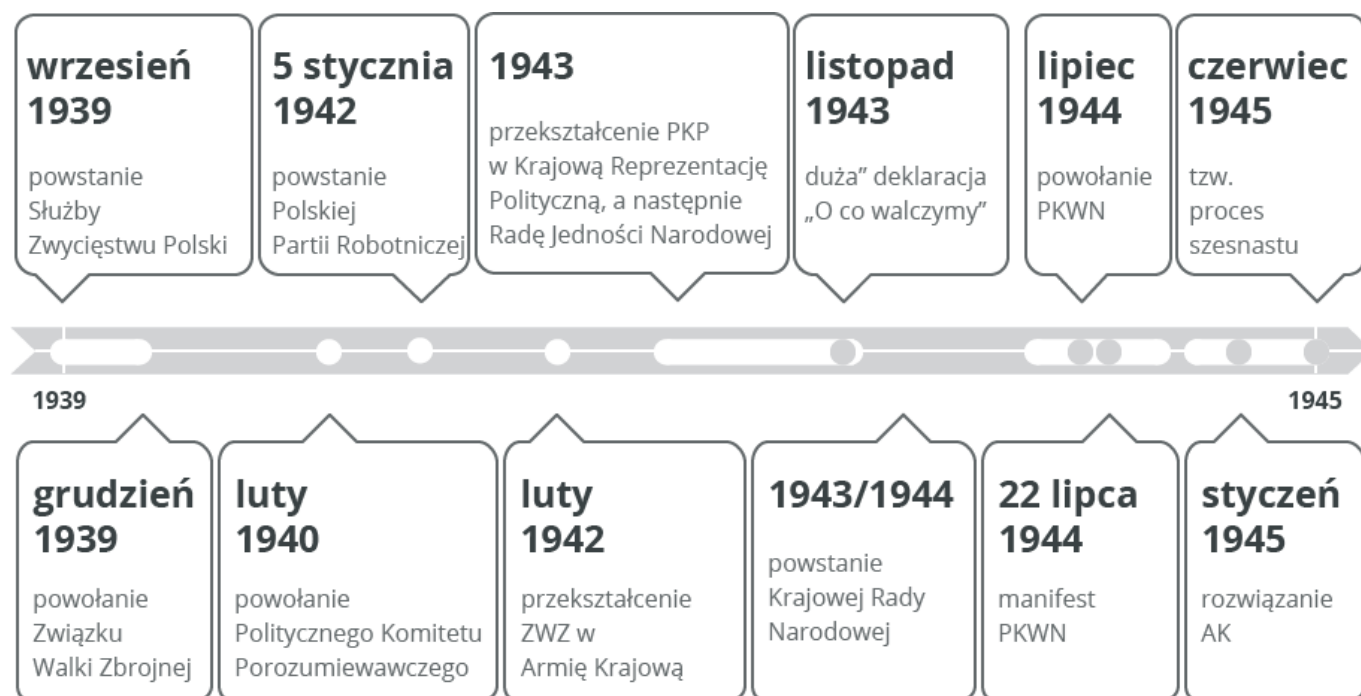 wrzesień
1939
powstanie
Służby
Zwycięstwu Polski
5 stycznia
1942
powstanie
Polskiej
Partii Robotniczej
1943
przekształcenie PKP
w Krajową Reprezentację
Polityczną, a następnie
Radę Jedności Narodowej
listopad
1943
duża” deklaracja
„O co walczymy”
lipiec
1944
powołanie
PKWN
czerwiec
1945
tzw.
proces
szesnastu
1939
1945
grudzień
1939
powołanie
Związku
Walki Zbrojnej
luty
1940
powołanie
Politycznego Komitetu
Porozumiewawczego
luty
1942
przekształcenie
ZWZ w
Armię Krajową
1943/1944
powstanie
Krajowej Rady
Narodowej
22 lipca
1944
manifest
PKWN
styczeń
1945
rozwiązanie
AK